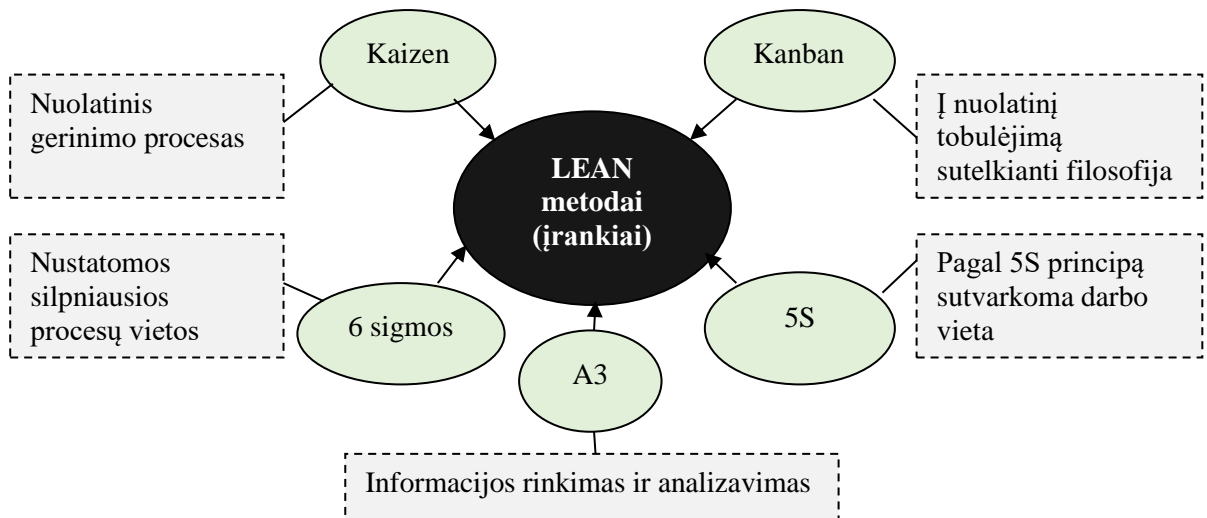 Kaizen
Kanban
Nuolatinis
gerinimo procesas
Į nuolatinį
tobulėjimą
sutelkianti filosofija
LEAN
metodai
(įrankiai)
Nustatomos
silpniausios
procesų vietos
6 sigmos
A3
5S
Pagal 5S principą
sutvarkoma darbo
vieta
Informacijos rinkimas ir analizavimas